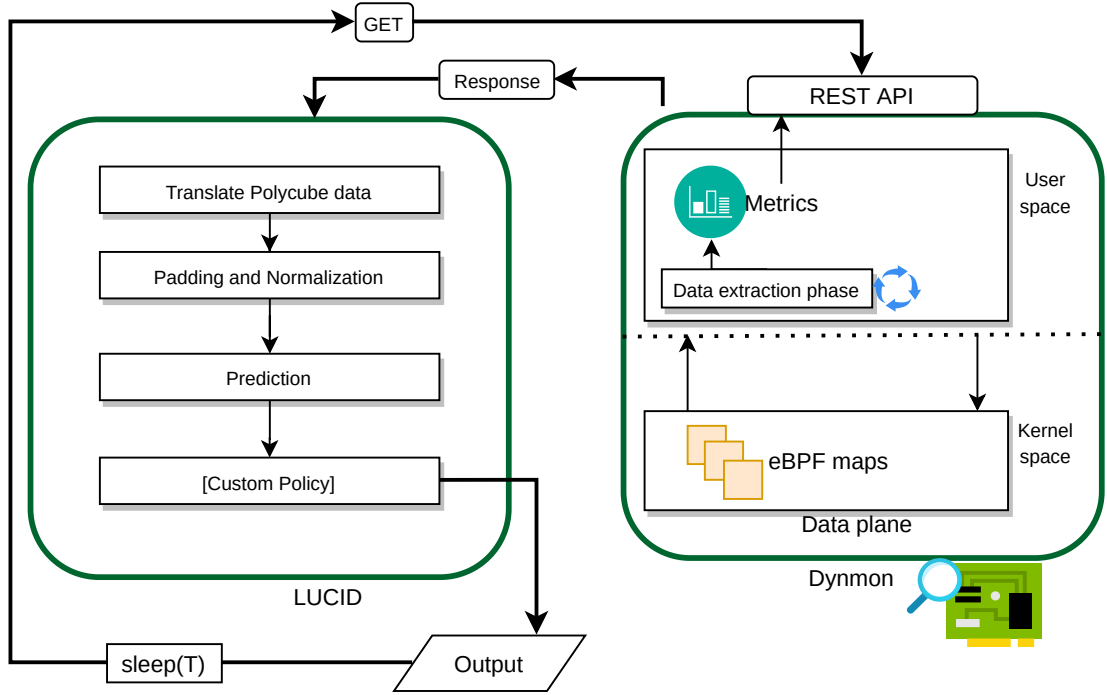 GET
Response
REST API
Translate Polycube data
Padding and Normalization
Prediction
[Custom Policy]
LUCID
Metrics
Data extraction phase
User
space
Kernel
space
eBPF maps
Data plane
Dynmon
sleep(T)
Output